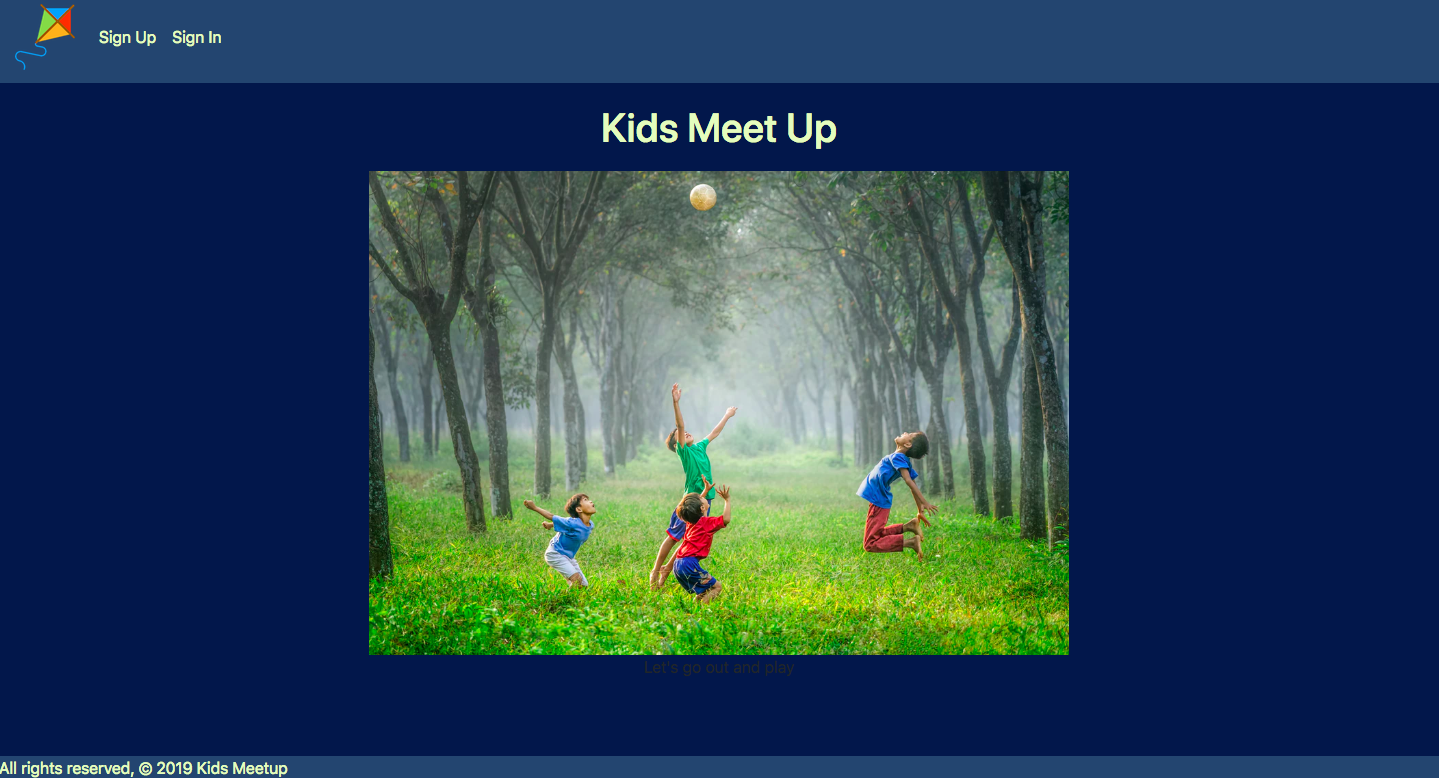 Sign Up Sign In
Kids Meet Up
Let's go out and play
All rights reserved, © 2019 Kids Meetup